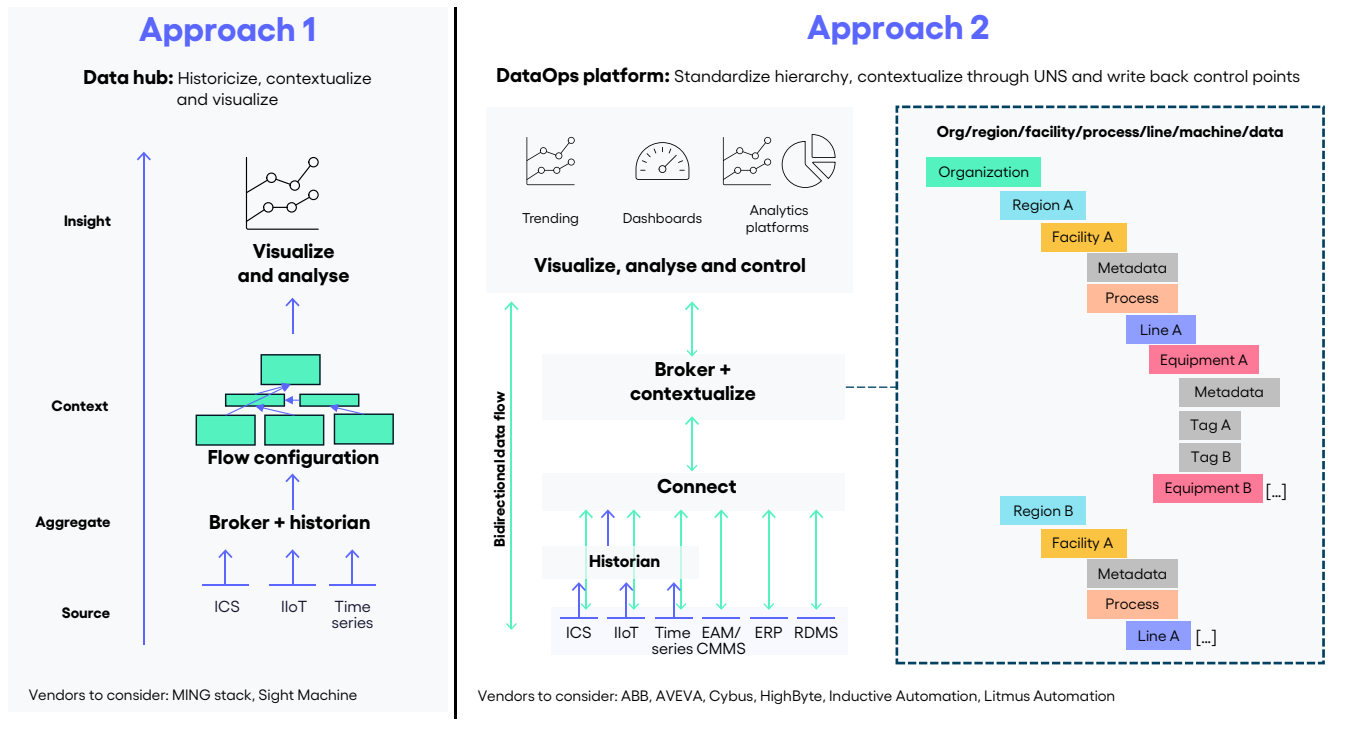 Approach 1
Data hub: Historicize, contextualize
and visualize
Insight
Context
Aggregate
Source
Visualize
and analyse
Flow configuration
Broker + historian
ICS
IIoT
Time
series
Vendors to consider: MING stack, Sight Machine
Approach 2
DataOps platform: Standardize hierarchy, contextualize through UNS and write back control points
Trending
Dashboards
Analytics
platforms
Visualize, analyse and control
Bidirectional data flow
Broker +
contextualize
Connect
Historian
ICS
IIoT
Time
series
EAM/
CMMS
ERP
RDMS
Org/region/facility/process/line/machine/data
Organization
Region A
Facility A
Metadata
Process
Line A
Equipment A
Metadata
Tag A
Tag B
Equipment B [...]
Region B
Facility A
Metadata
Process
Line A [...]
Vendors to consider: ABB, AVEVA, Cybus, HighByte, Inductive Automation, Litmus Automation